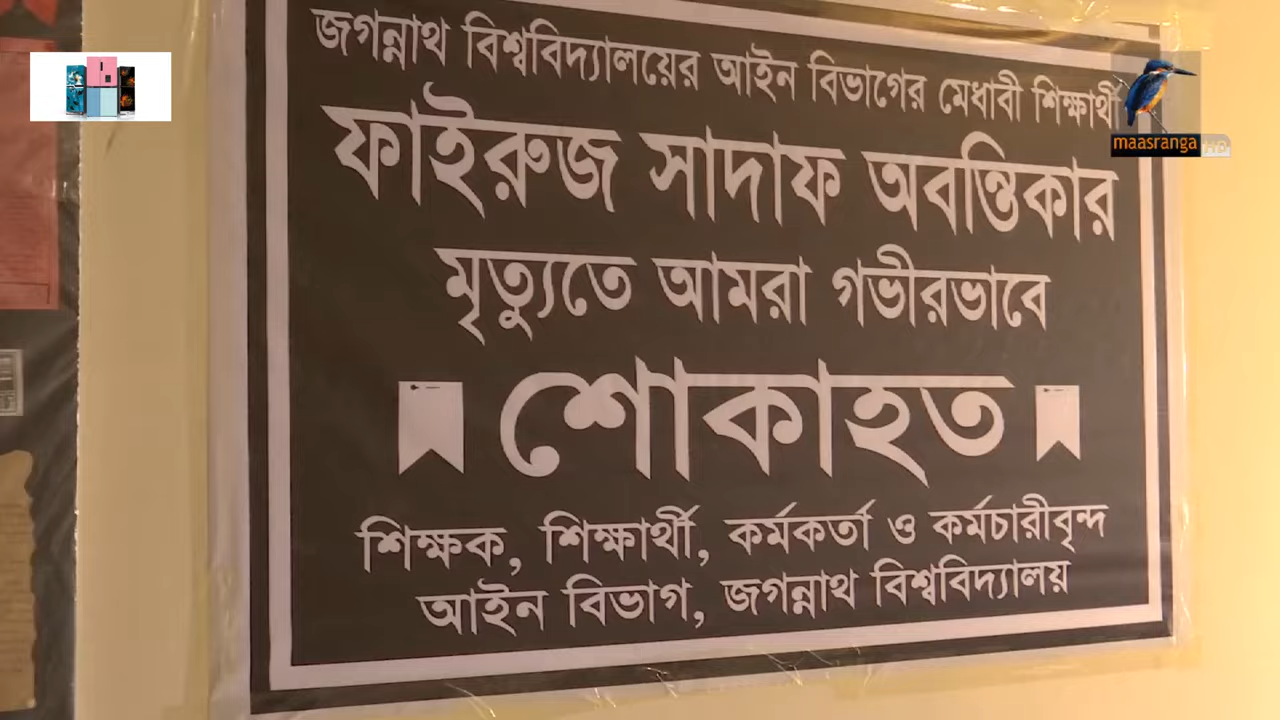 জগন্নাথ বিশ্ববিদ্যালয়ের আইন বিভাগের মেধাবী শিক্ষার্থী
ফাইরুজ সাদাফ অবন্তিকার
মৃত্যুতে আমরা গভীরভাবে
শোকাহত
শিক্ষক, শিক্ষার্থী, কর্মকর্তা ও কর্মচারীবৃন্দ
আইন বিভাগ, জগন্নাথ বিশ্ববিদ্যালয়
maasranga HD